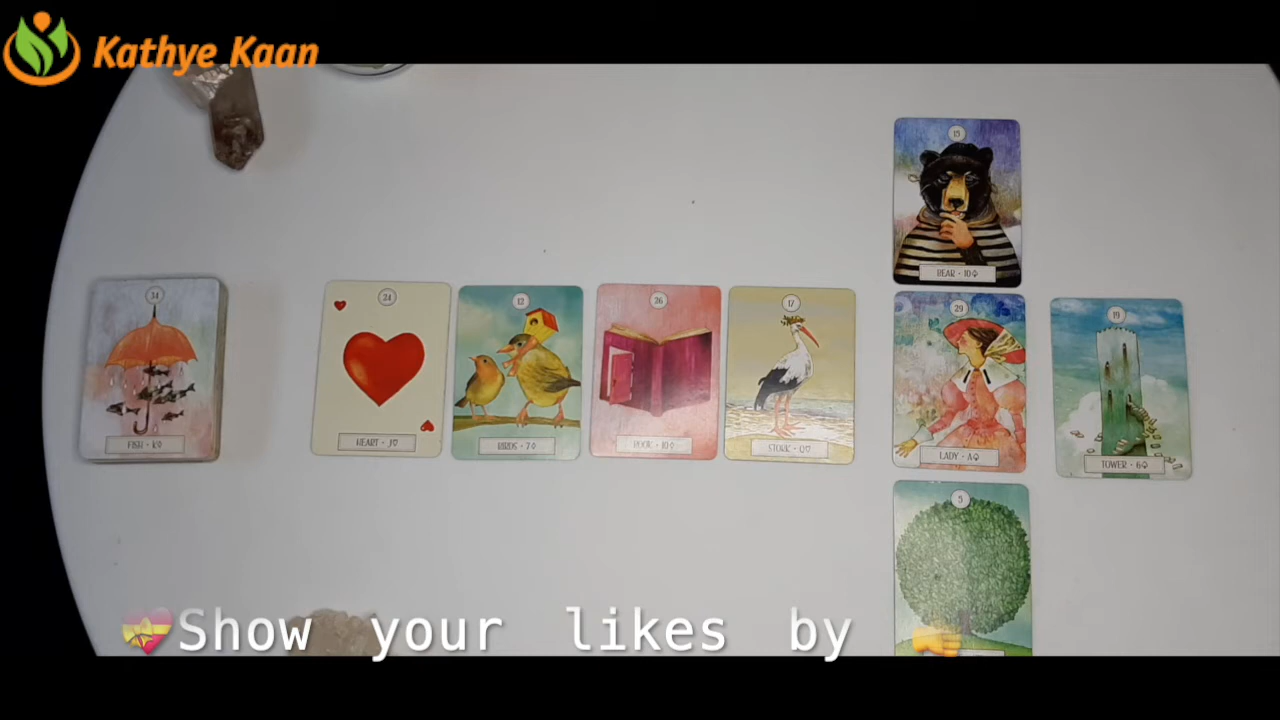 Kathye Kaan
15
BEAR • 10♧
34
FISH • K♢
24
HEART • J♡
12
BIRDS • 7♢
26
BOOK • 10♢
17
STORK • Q♡
29
LADY • A♤
19
TOWER • 6♤
5
💝Show your likes by